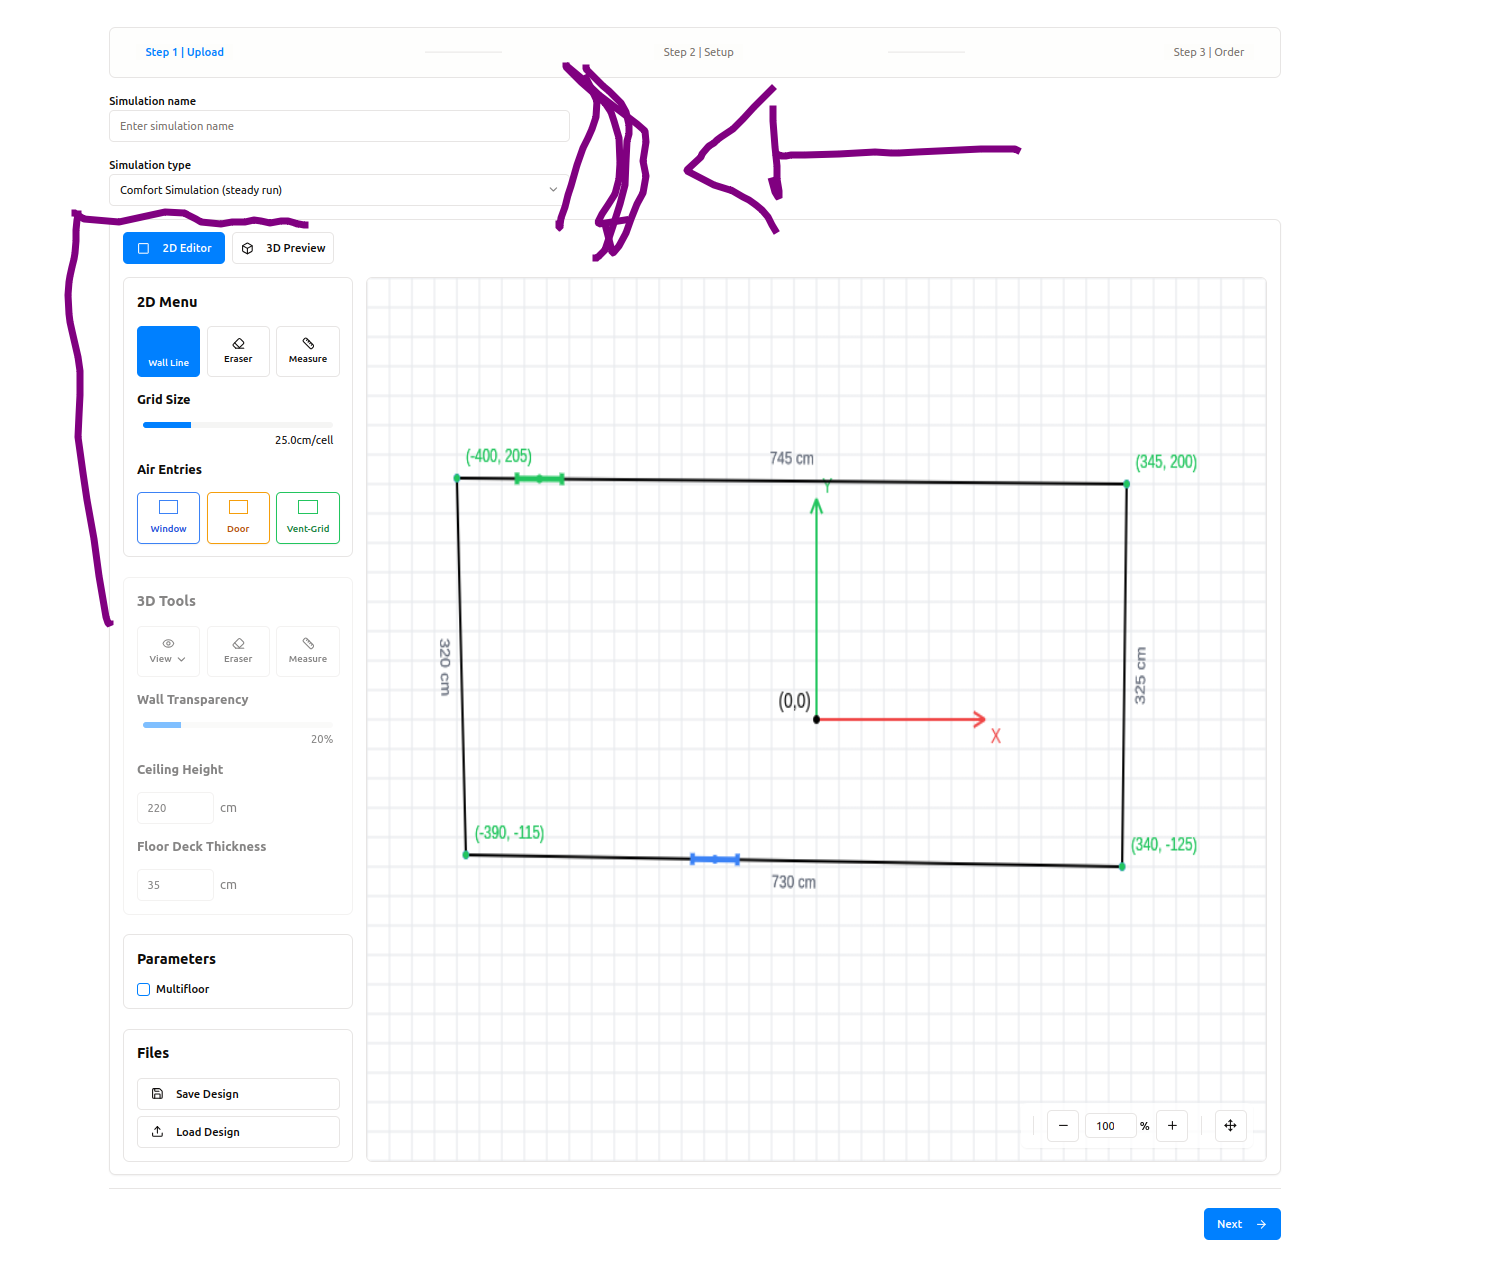 Step 1 | Upload
Step 2 | Setup
Step 3 | Order
Simulation name
Enter simulation name
Simulation type
Comfort Simulation (steady run)
2D Editor
3D Preview
2D Menu
Wall Line
Eraser
Measure
Grid Size
25.0cm/cell
Air Entries
Window
Door
Vent-Grid
3D Tools
View
Eraser
Measure
Wall Transparency
20%
Ceiling Height
220 cm
Floor Deck Thickness
35 cm
Parameters
Multifloor
Files
Save Design
Load Design
(-400, 205)
745 cm
(345, 200)
Y
320 cm
325 cm
(0,0)
X
(-390, -115)
(340, -125)
730 cm
100 %
Next